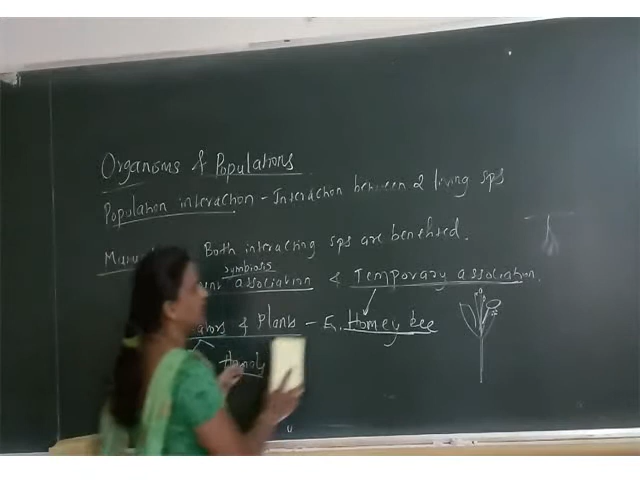 Organisms & Populations
Population interaction - Interaction between 2 living sps
Both interacting sps are benefited.
symbiosis
association & Temporary association.
& Plants - E. Honey bee